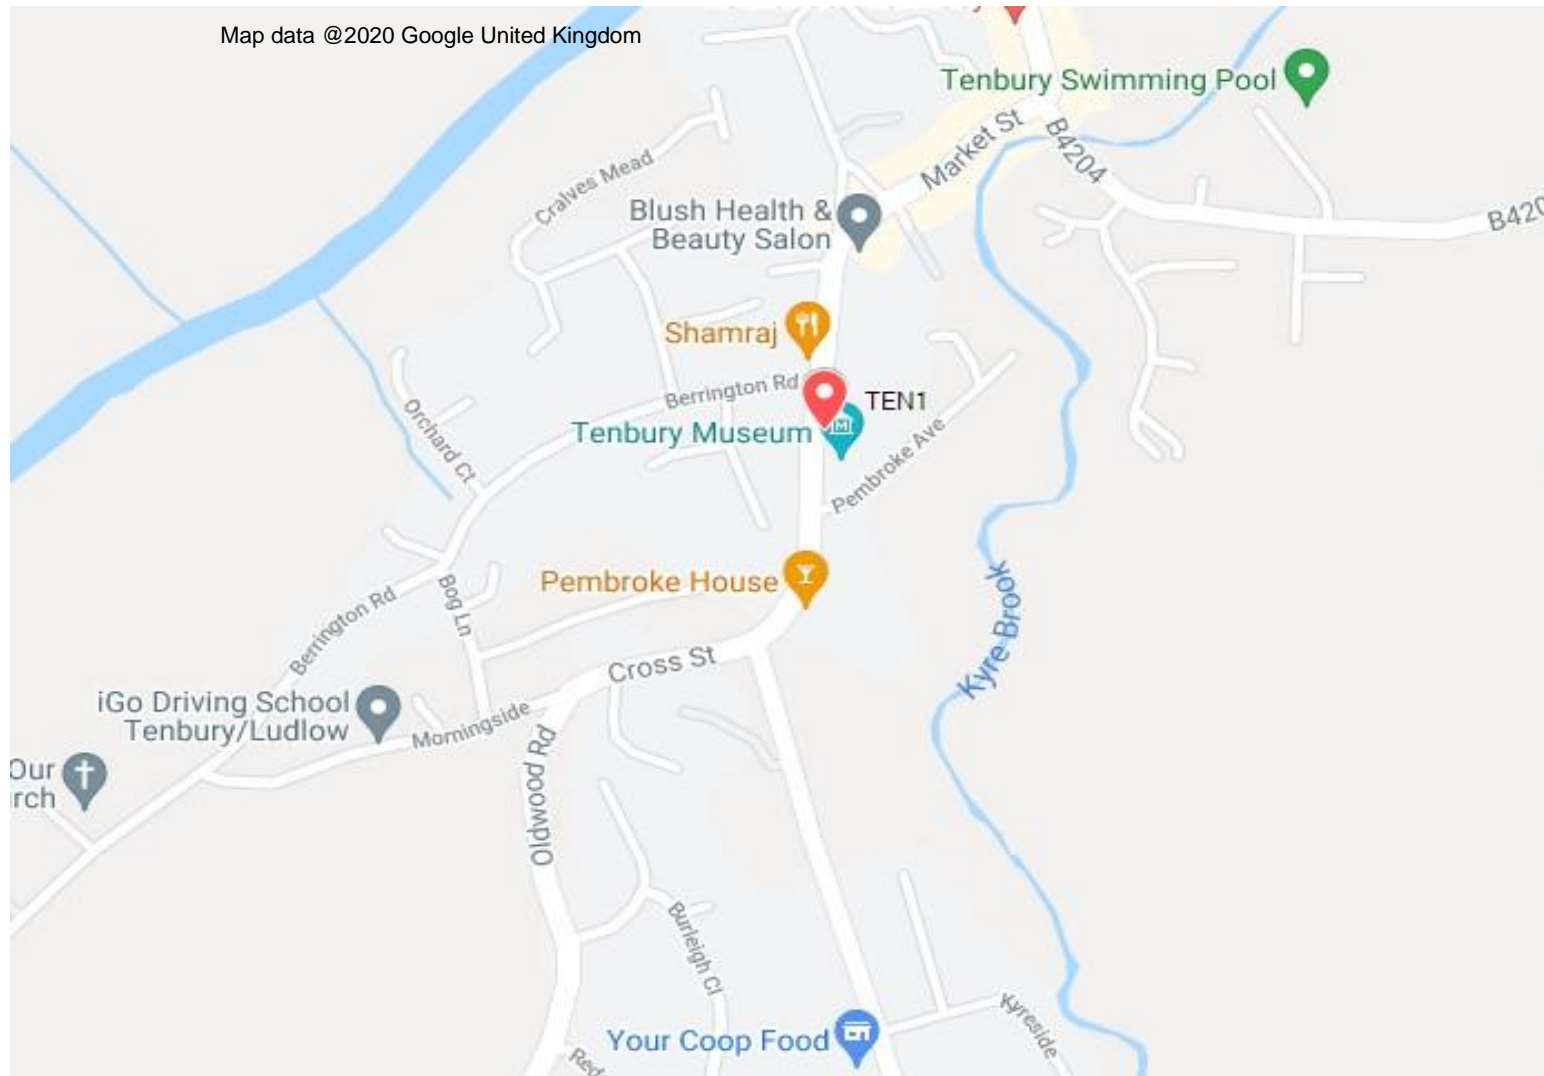 Map data @2020 Google United Kingdom
Tenbury Swimming Pool
Market St
B4204
B420
Cralves Mead
Blush Health &
Beauty Salon
Shamraj
Berrington Rd
TEN1
Tenbury Museum
Orchard Ct
Pembroke Ave
Pembroke House
Bog Ln
Kyre Brook
Berrington Rd
Cross St
iGo Driving School
Tenbury/Ludlow
Morningside
Oldwood Rd
Our
rch
Burleigh Cl
Your Coop Food
Kyreside
Red